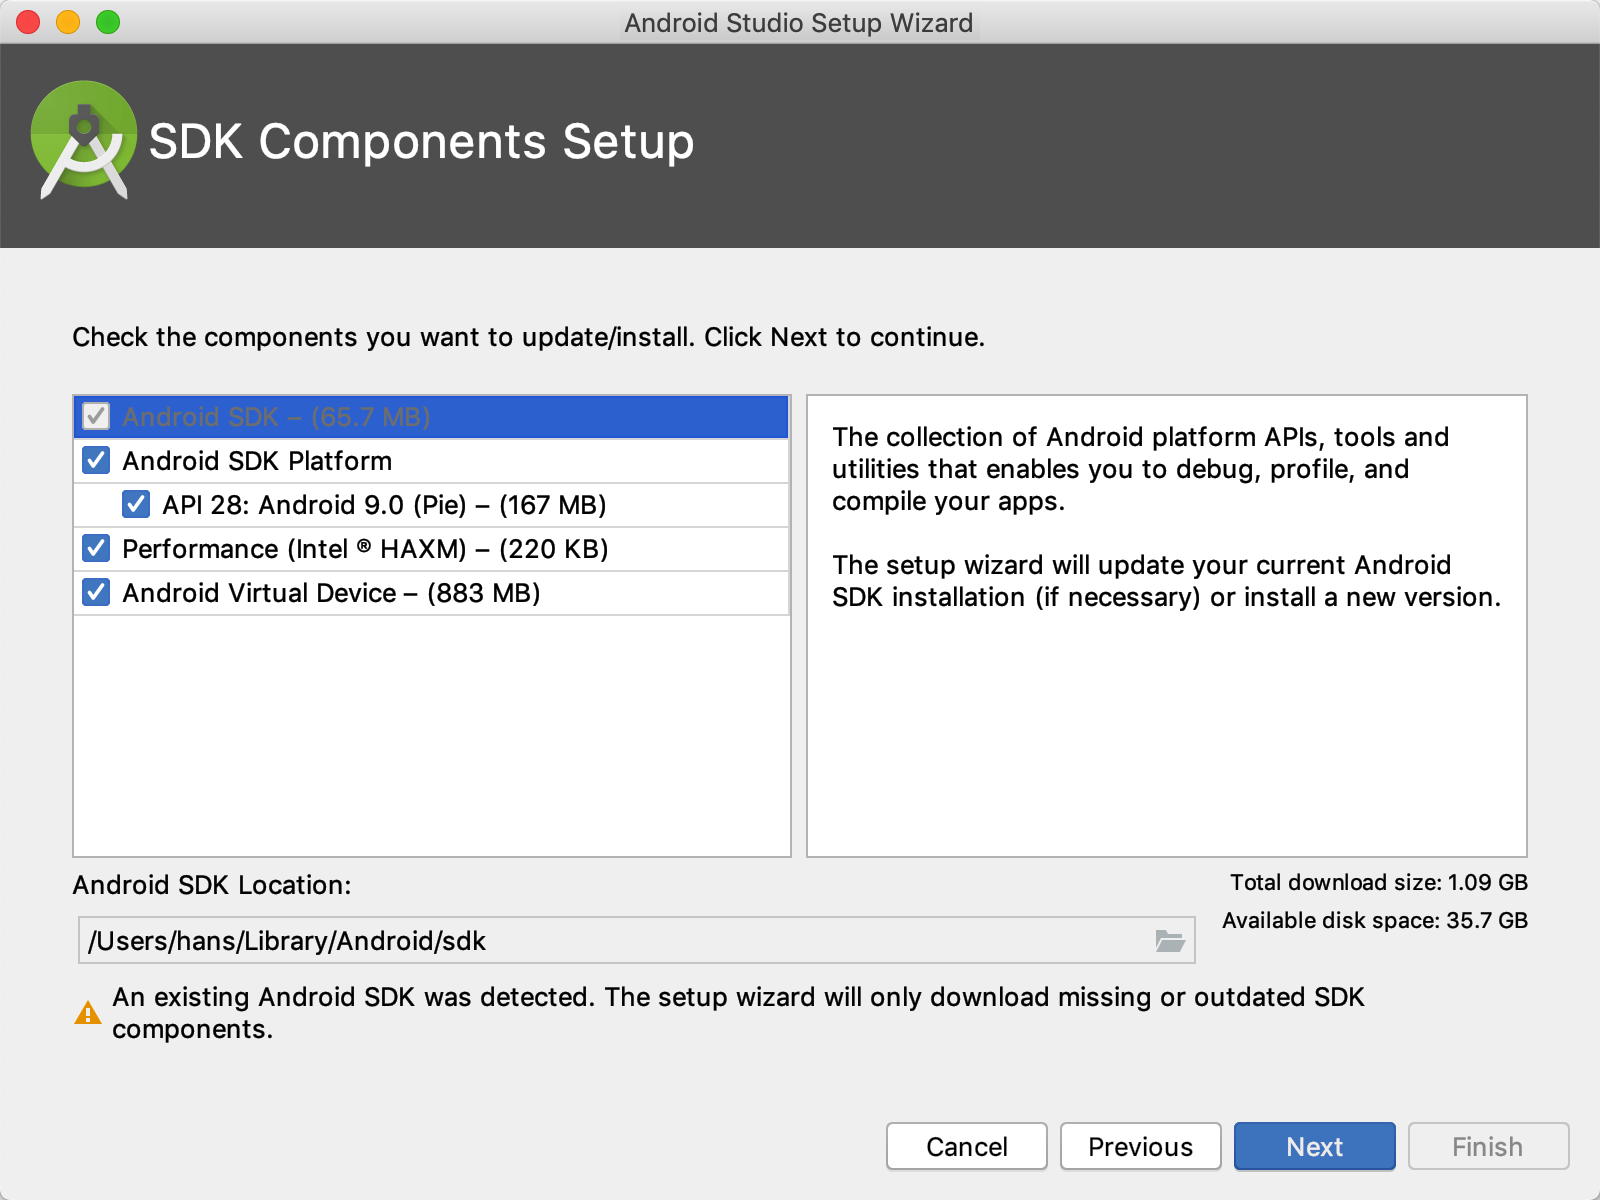 Android Studio Setup Wizard
SDK Components Setup
Check the components you want to update/install. Click Next to continue.
Android SDK – (65.7 MB)
Android SDK Platform
API 28: Android 9.0 (Pie) – (167 MB)
Performance (Intel ® HAXM) – (220 KB)
Android Virtual Device – (883 MB)
The collection of Android platform APIs, tools and
utilities that enables you to debug, profile, and
compile your apps.
The setup wizard will update your current Android
SDK installation (if necessary) or install a new version.
Android SDK Location:
Total download size: 1.09 GB
Available disk space: 35.7 GB
/Users/hans/Library/Android/sdk
An existing Android SDK was detected. The setup wizard will only download missing or outdated SDK
components.
Cancel
Previous
Next
Finish